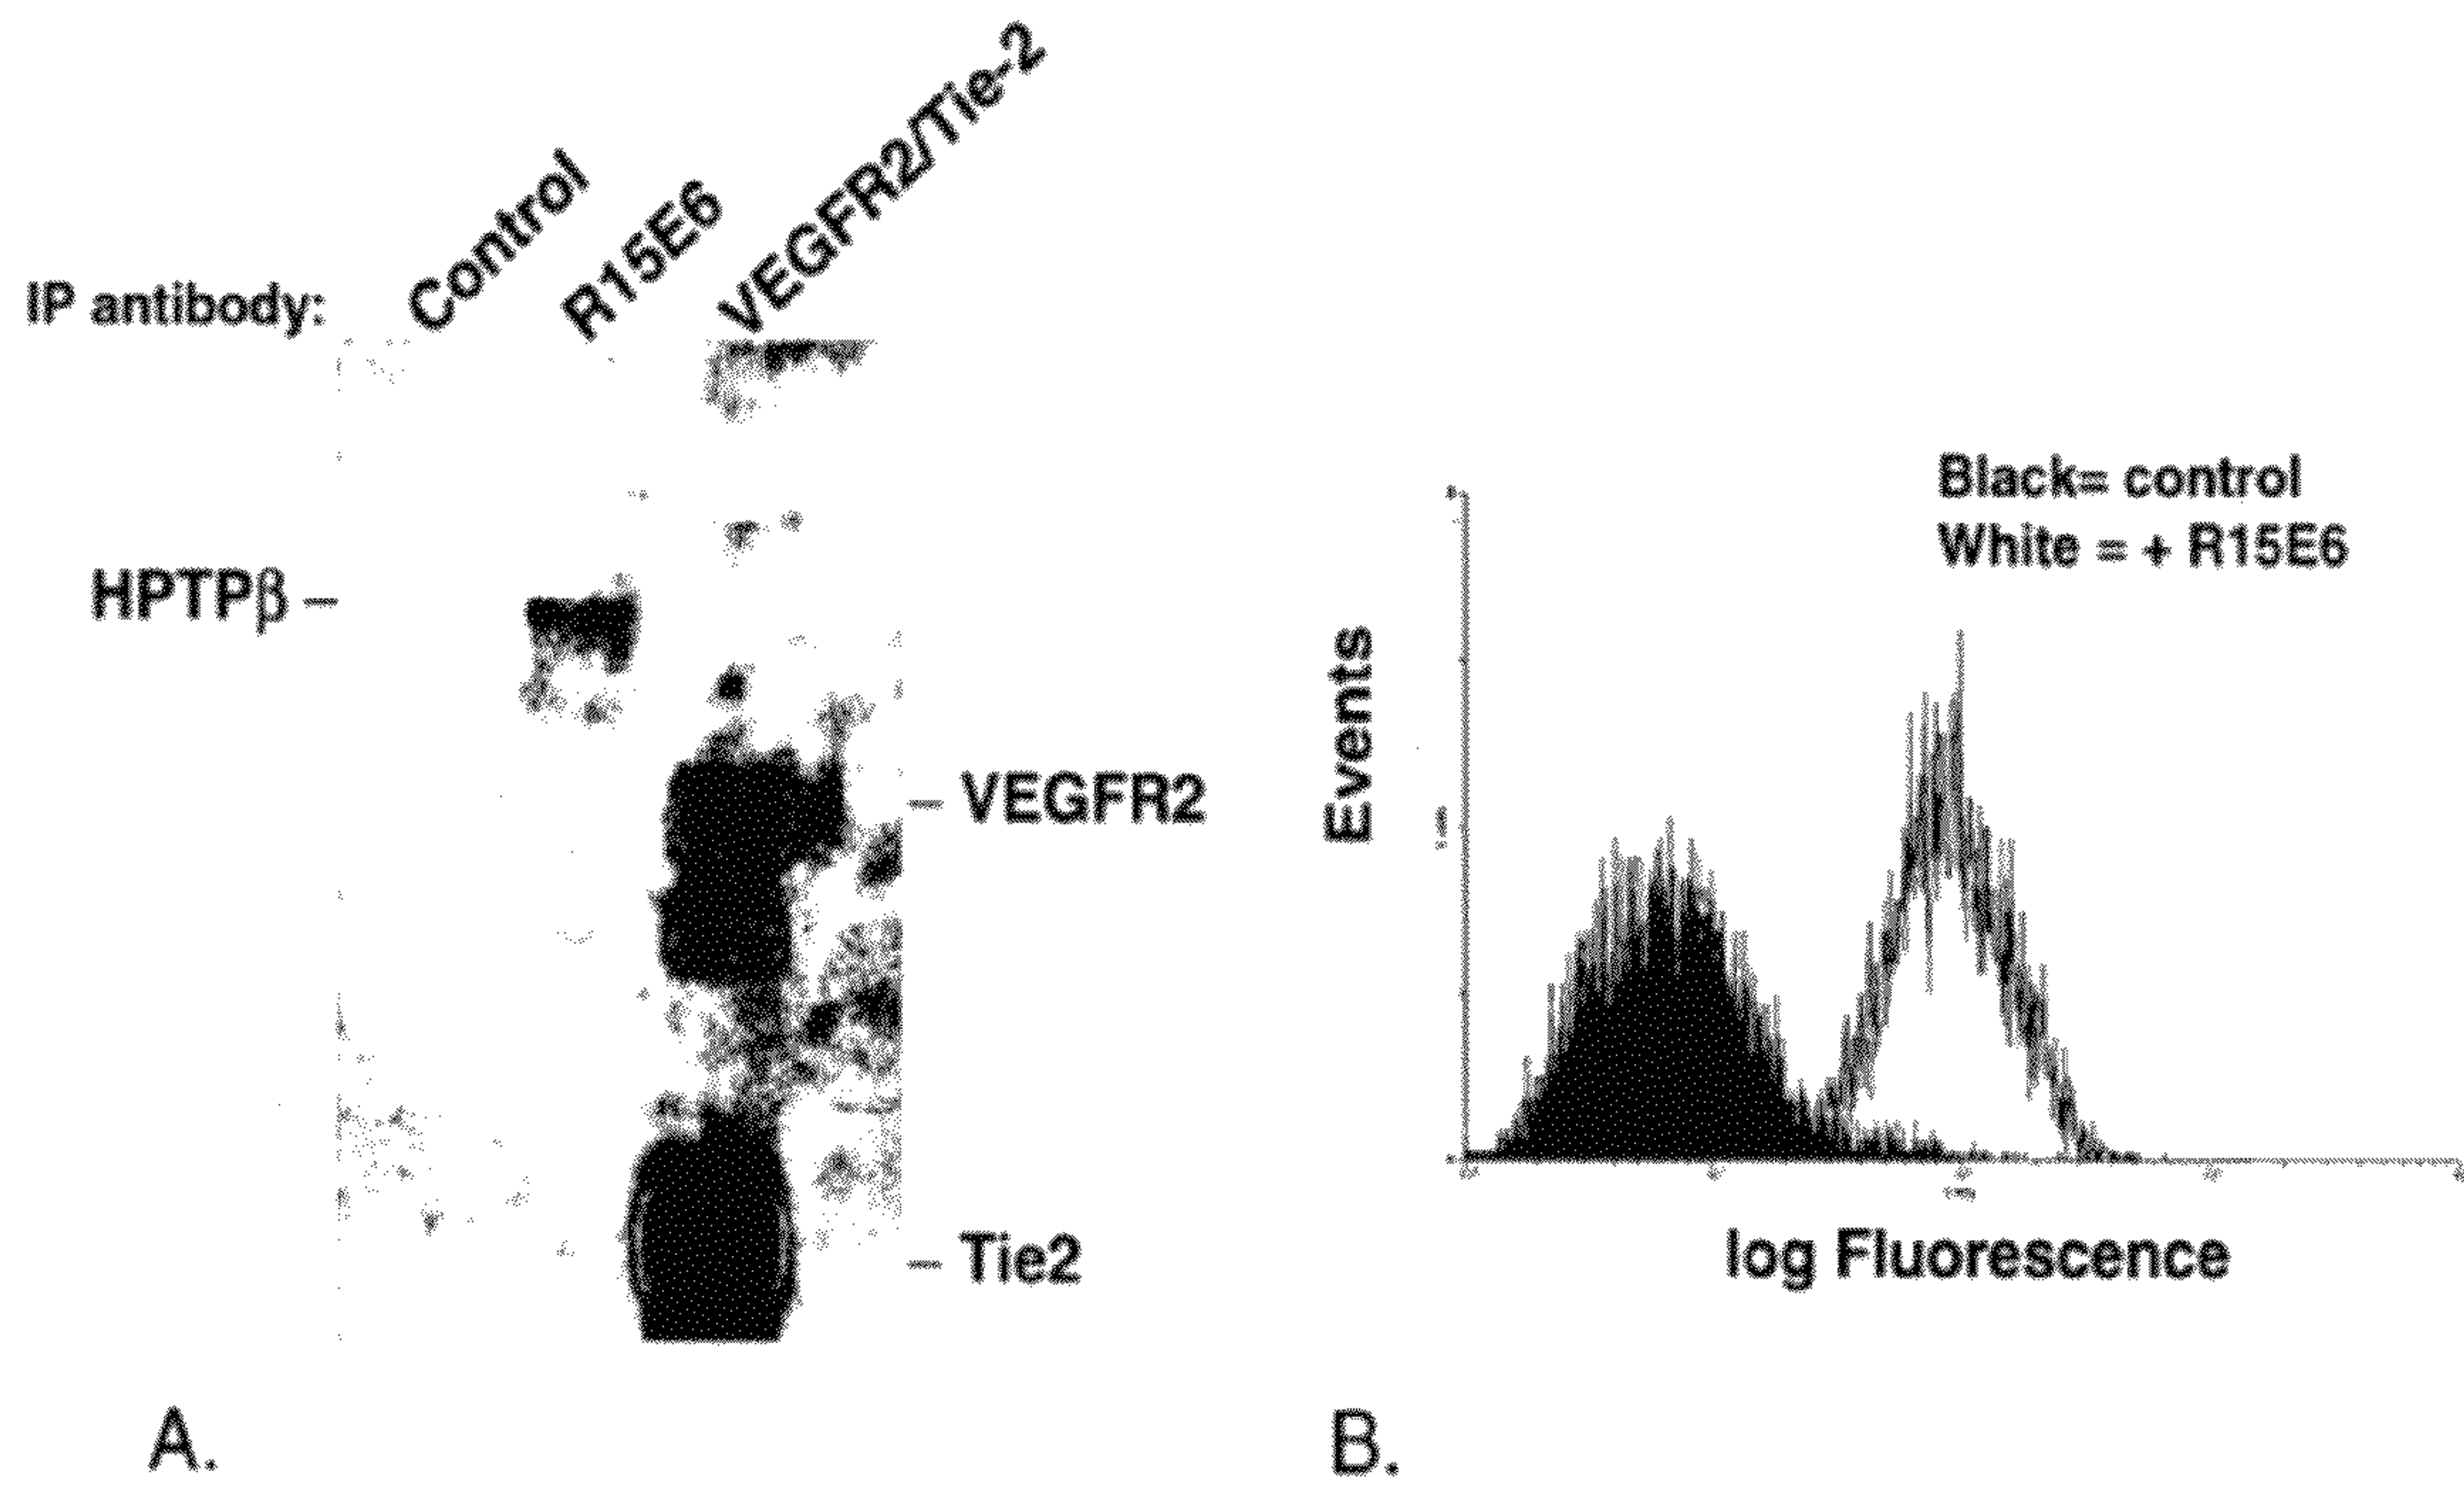 IP antibody:
Control
R15E6
VEGFR2/Tie-2
HPTPβ –
– VEGFR2
– Tie2
A.
Black= control
White = + R15E6
Events
log Fluorescence
B.